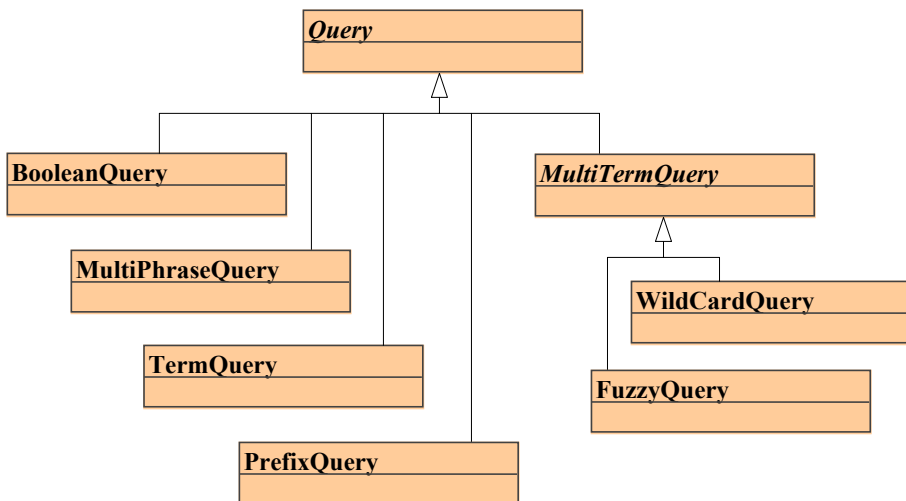 Query
BooleanQuery
MultiTermQuery
MultiPhraseQuery
WildCardQuery
TermQuery
FuzzyQuery
PrefixQuery